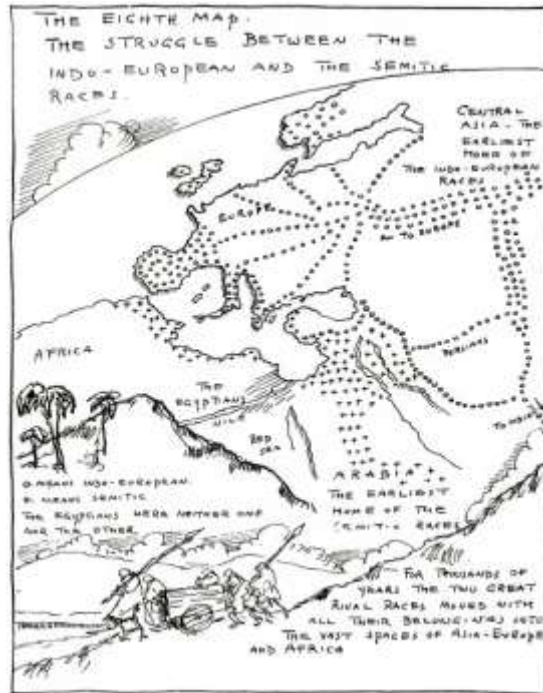 THE EIGHTH MAP.
THE STRUGGLE BETWEEN THE
INDO-EUROPEAN AND THE SEMITIC
RACES.
CENTRAL
ASIA-THE
EARLIEST
HOME OF
THE INDO-EUROPEAN
RACES
EUROPE
TO EUROPE
AFRICA
PERSIANS
THE
EGYPTIANS
NILE
RED
SEA
ARABIA
THE EARLIEST
HOME OF THE
SEMITIC RACES
MEANS INDO-EUROPEAN
MEANS SEMITIC
THE EGYPTIANS WERE NEITHER ONE
NOR THE OTHER
FOR THOUSANDS OF
YEARS THE TWO GREAT
RIVAL RACES MOVED WITH
ALL THEIR BELONGINGS INTO
THE VAST SPACES OF ASIA-EUROPE
AND AFRICA